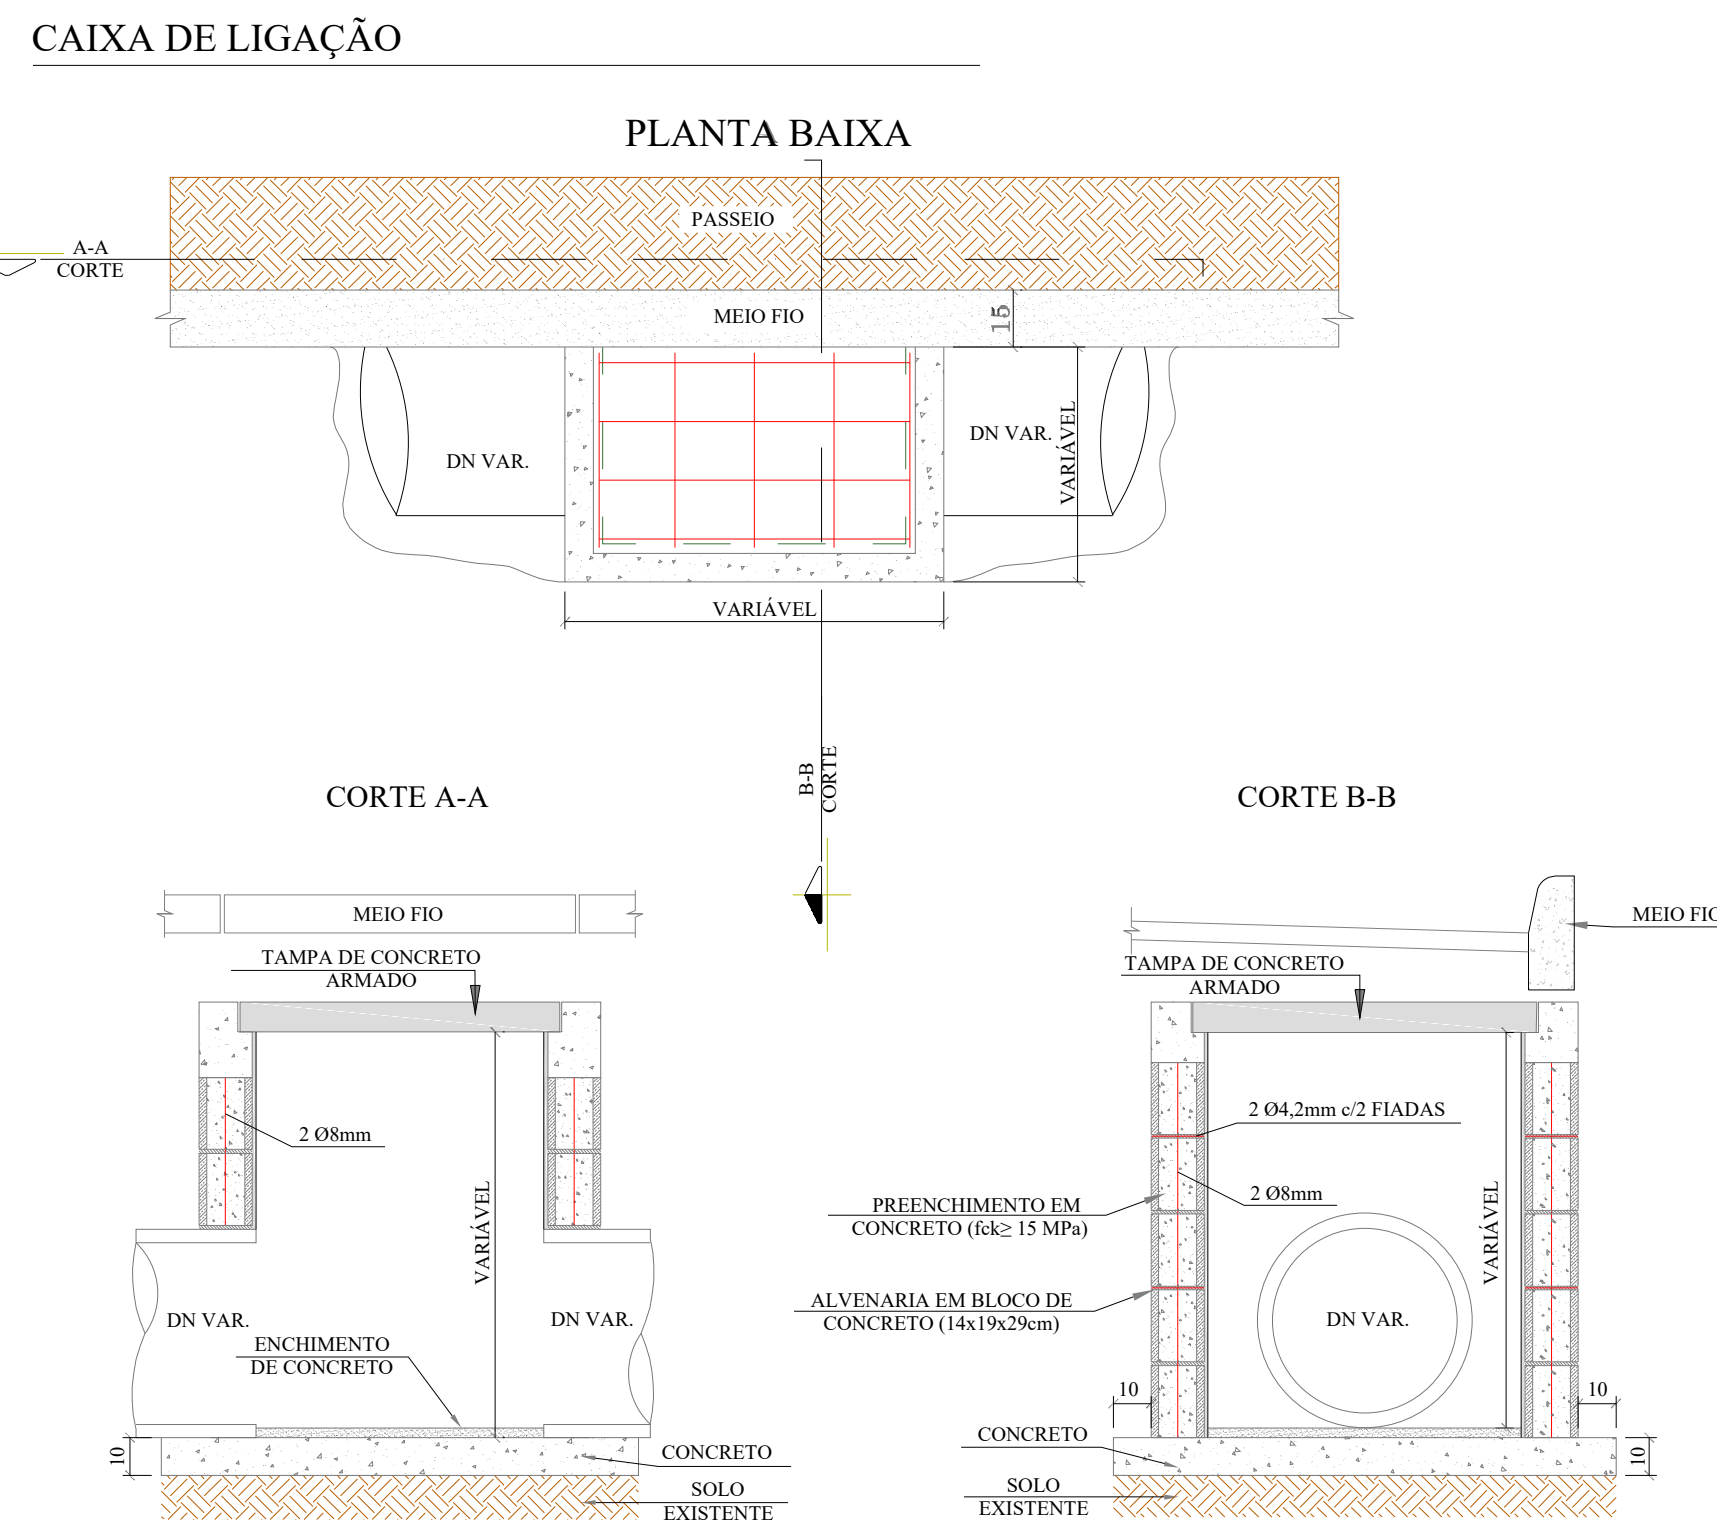 CAIXA DE LIGAÇÃO
PLANTA BAIXA
PASSEIO
A-A
CORTE
MEIO FIO
15
DN VAR.
DN VAR.
VARIÁVEL
VARIÁVEL
B-B
CORTE
CORTE A-A
CORTE B-B
MEIO FIO
TAMPA DE CONCRETO
ARMADO
2 Ø8mm
VARIÁVEL
DN VAR.
DN VAR.
ENCHIMENTO
DE CONCRETO
10
CONCRETO
SOLO
EXISTENTE
MEIO FIO
TAMPA DE CONCRETO
ARMADO
2 Ø4,2mm c/2 FIADAS
2 Ø8mm
PREENCHIMENTO EM
CONCRETO (fck≥ 15 MPa)
VARIÁVEL
ALVENARIA EM BLOCO DE
CONCRETO (14x19x29cm)
DN VAR.
10
10
CONCRETO
10
SOLO
EXISTENTE